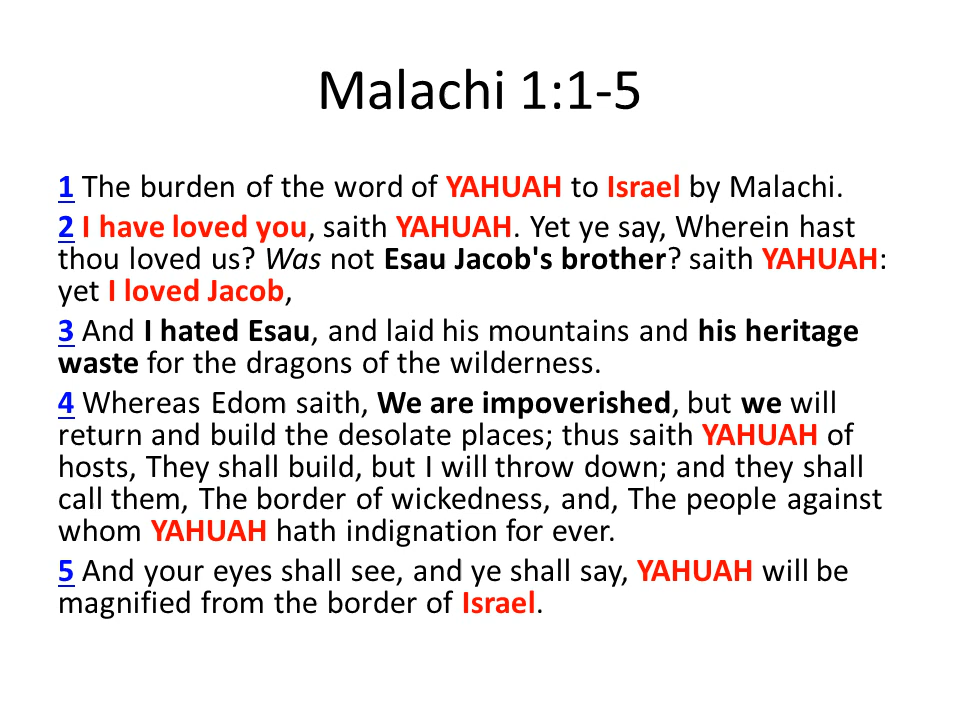 Malachi 1:1-5
1 The burden of the word of YAHUAH to Israel by Malachi.
2 I have loved you, saith YAHUAH. Yet ye say, Wherein hast
thou loved us? Was not Esau Jacob's brother? saith YAHUAH:
yet I loved Jacob,
3 And I hated Esau, and laid his mountains and his heritage
waste for the dragons of the wilderness.
4 Whereas Edom saith, We are impoverished, but we will
return and build the desolate places; thus saith YAHUAH of
hosts, They shall build, but I will throw down; and they shall
call them, The border of wickedness, and, The people against
whom YAHUAH hath indignation for ever.
5 And your eyes shall see, and ye shall say, YAHUAH will be
magnified from the border of Israel.